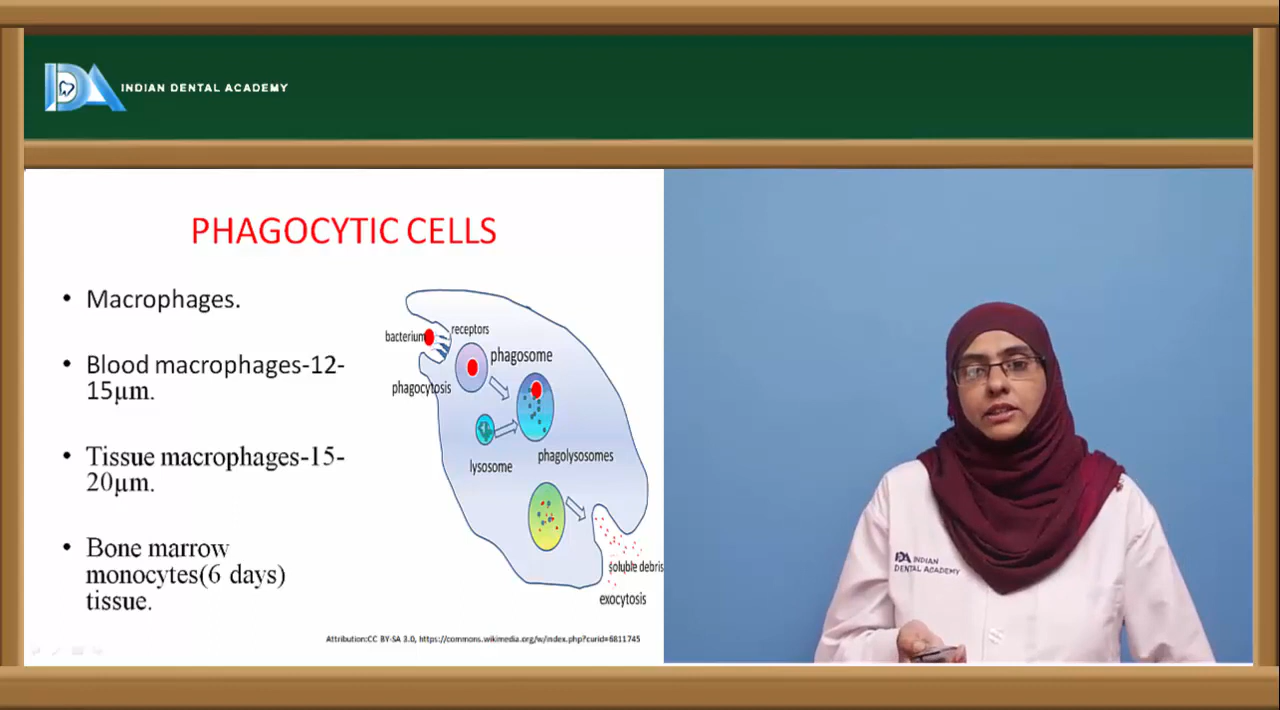 INDIAN DENTAL ACADEMY
PHAGOCYTIC CELLS
• Macrophages.
• Blood macrophages-12-
15µm.
• Tissue macrophages-15-
20µm.
• Bone marrow
monocytes(6 days)
tissue.
bacterium
receptors
phagosome
phagocytosis
lysosome
phagolysosomes
soluble debris
exocytosis
Attribution:CC BY-SA 3.0, https://commons.wikimedia.org/w/index.php?curid=6811745
IDA INDIAN
DENTAL ACADEMY